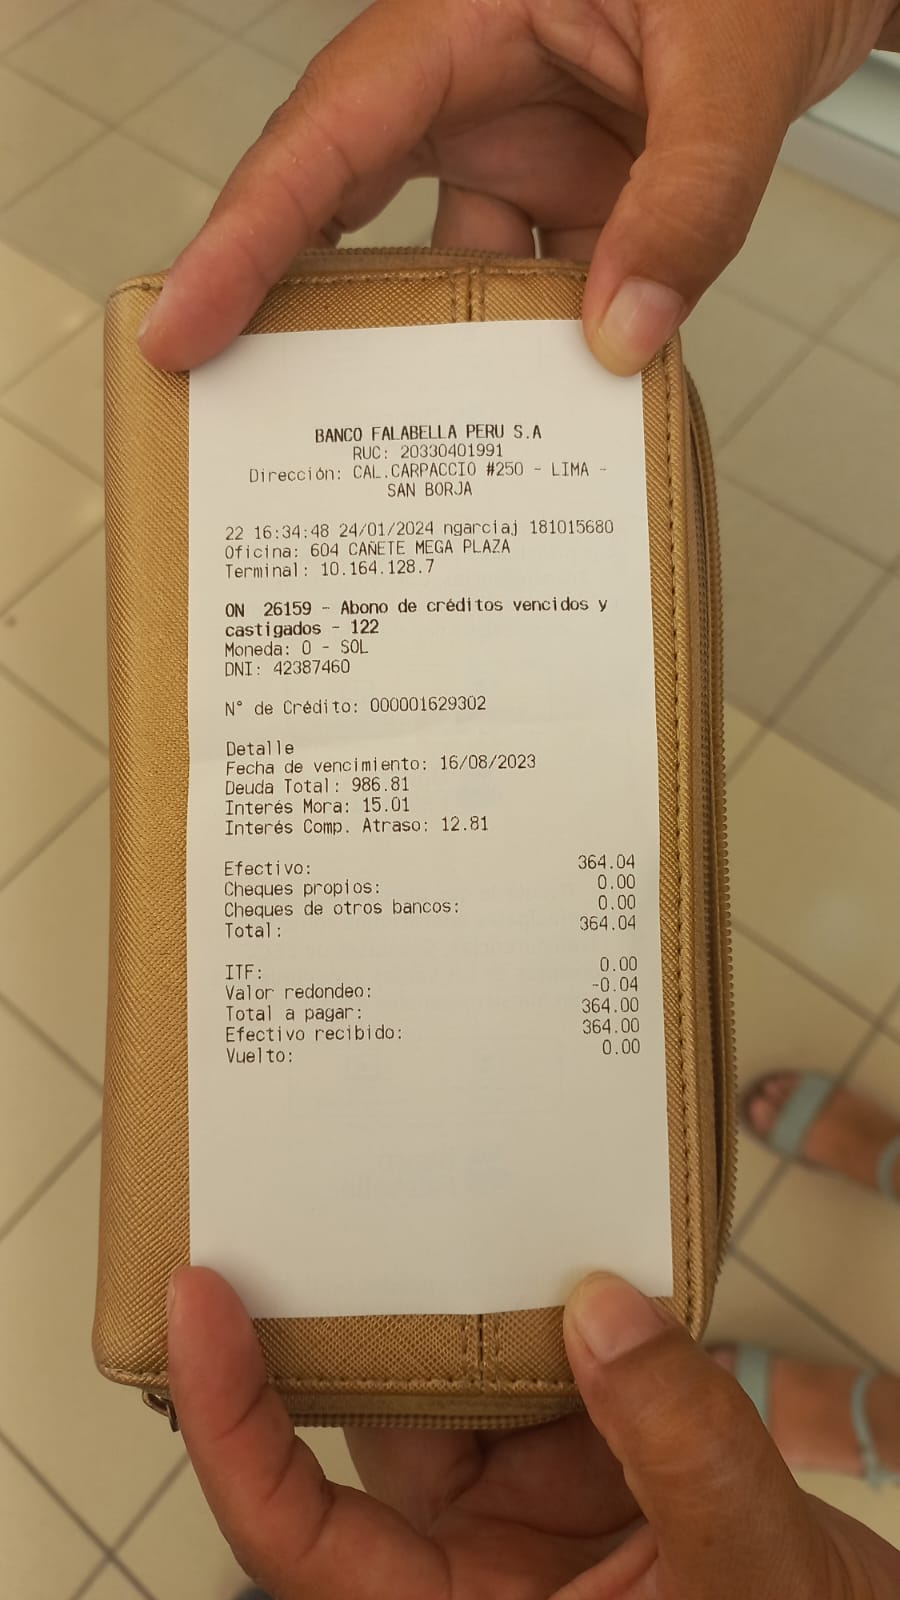 BANCO FALABELLA PERU S.A
RUC: 20330401991
Dirección: CAL.CARPACCIO #250 - LIMA -
SAN BORJA
22 16:34:48 24/01/2024 ngarciaj 181015680
Oficina: 604 CAÑETE MEGA PLAZA
Terminal: 10.164.128.7
ON 26159 - Abono de créditos vencidos y
castigados - 122
Moneda: 0 - SOL
DNI: 42387460
N° de Crédito: 000001629302
Detalle
Fecha de vencimiento: 16/08/2023
Deuda Total: 986.81
Interés Mora: 15.01
Interés Comp. Atraso: 12.81
Efectivo: 364.04
Cheques propios: 0.00
Cheques de otros bancos: 0.00
Total: 364.04
ITF: 0.00
Valor redondeo: -0.04
Total a pagar: 364.00
Efectivo recibido: 364.00
Vuelto: 0.00